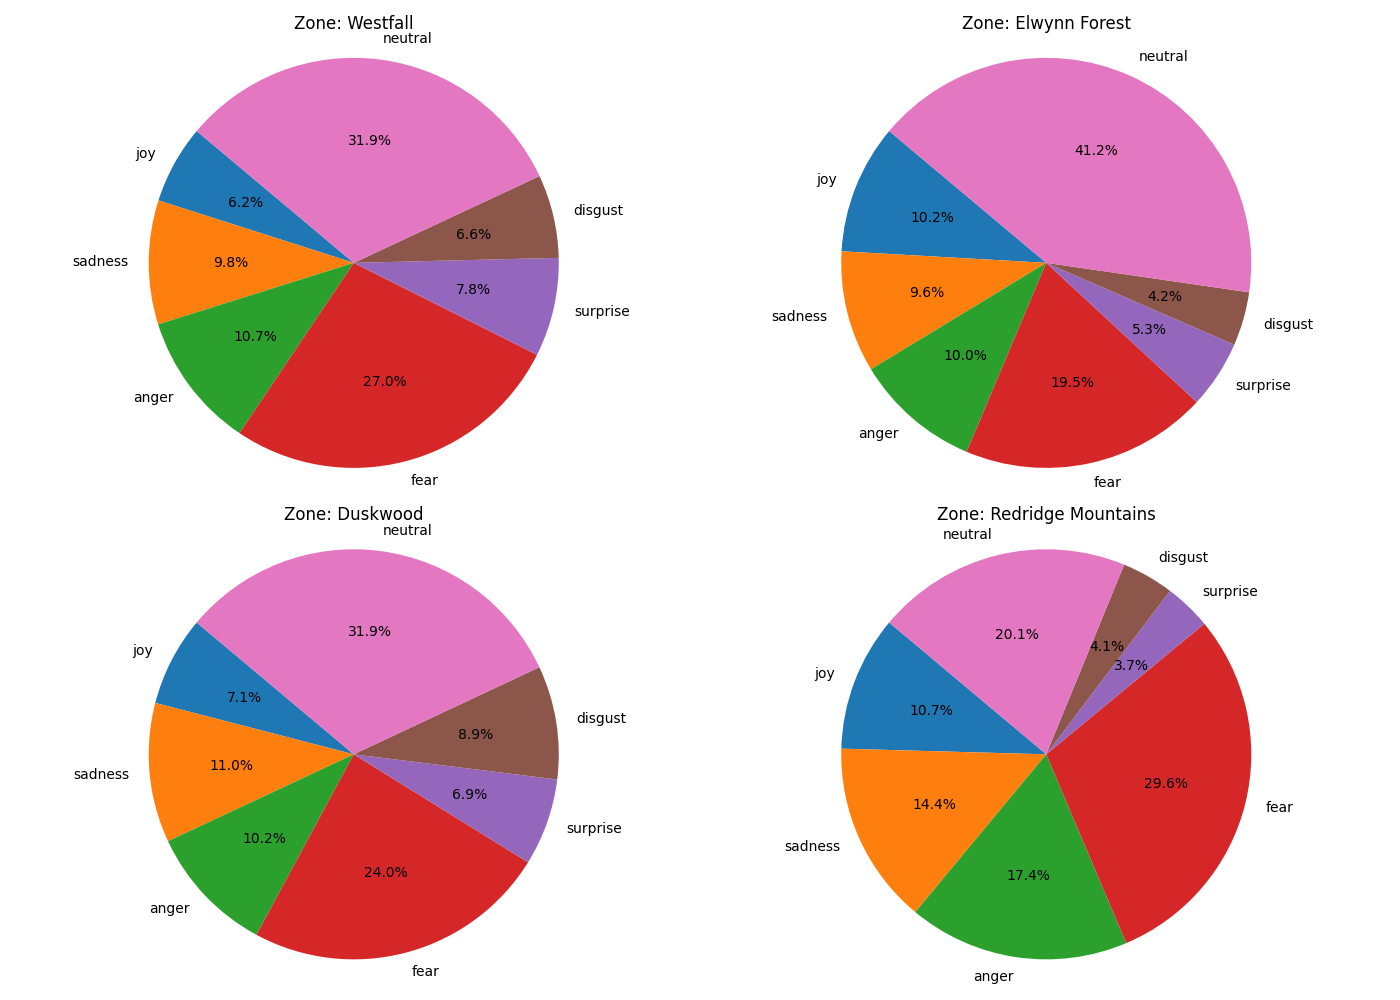 Zone: Westfall
neutral
31.9%
joy
6.2%
disgust
6.6%
sadness
9.8%
7.8%
surprise
10.7%
anger
27.0%
fear
Zone: Elwynn Forest
neutral
41.2%
joy
10.2%
sadness
9.6%
4.2%
disgust
5.3%
surprise
10.0%
anger
19.5%
fear
Zone: Duskwood
neutral
31.9%
joy
7.1%
disgust
8.9%
sadness
11.0%
6.9%
surprise
10.2%
anger
24.0%
fear
Zone: Redridge Mountains
neutral
disgust
surprise
20.1%
4.1%
3.7%
joy
10.7%
29.6%
fear
14.4%
sadness
17.4%
anger